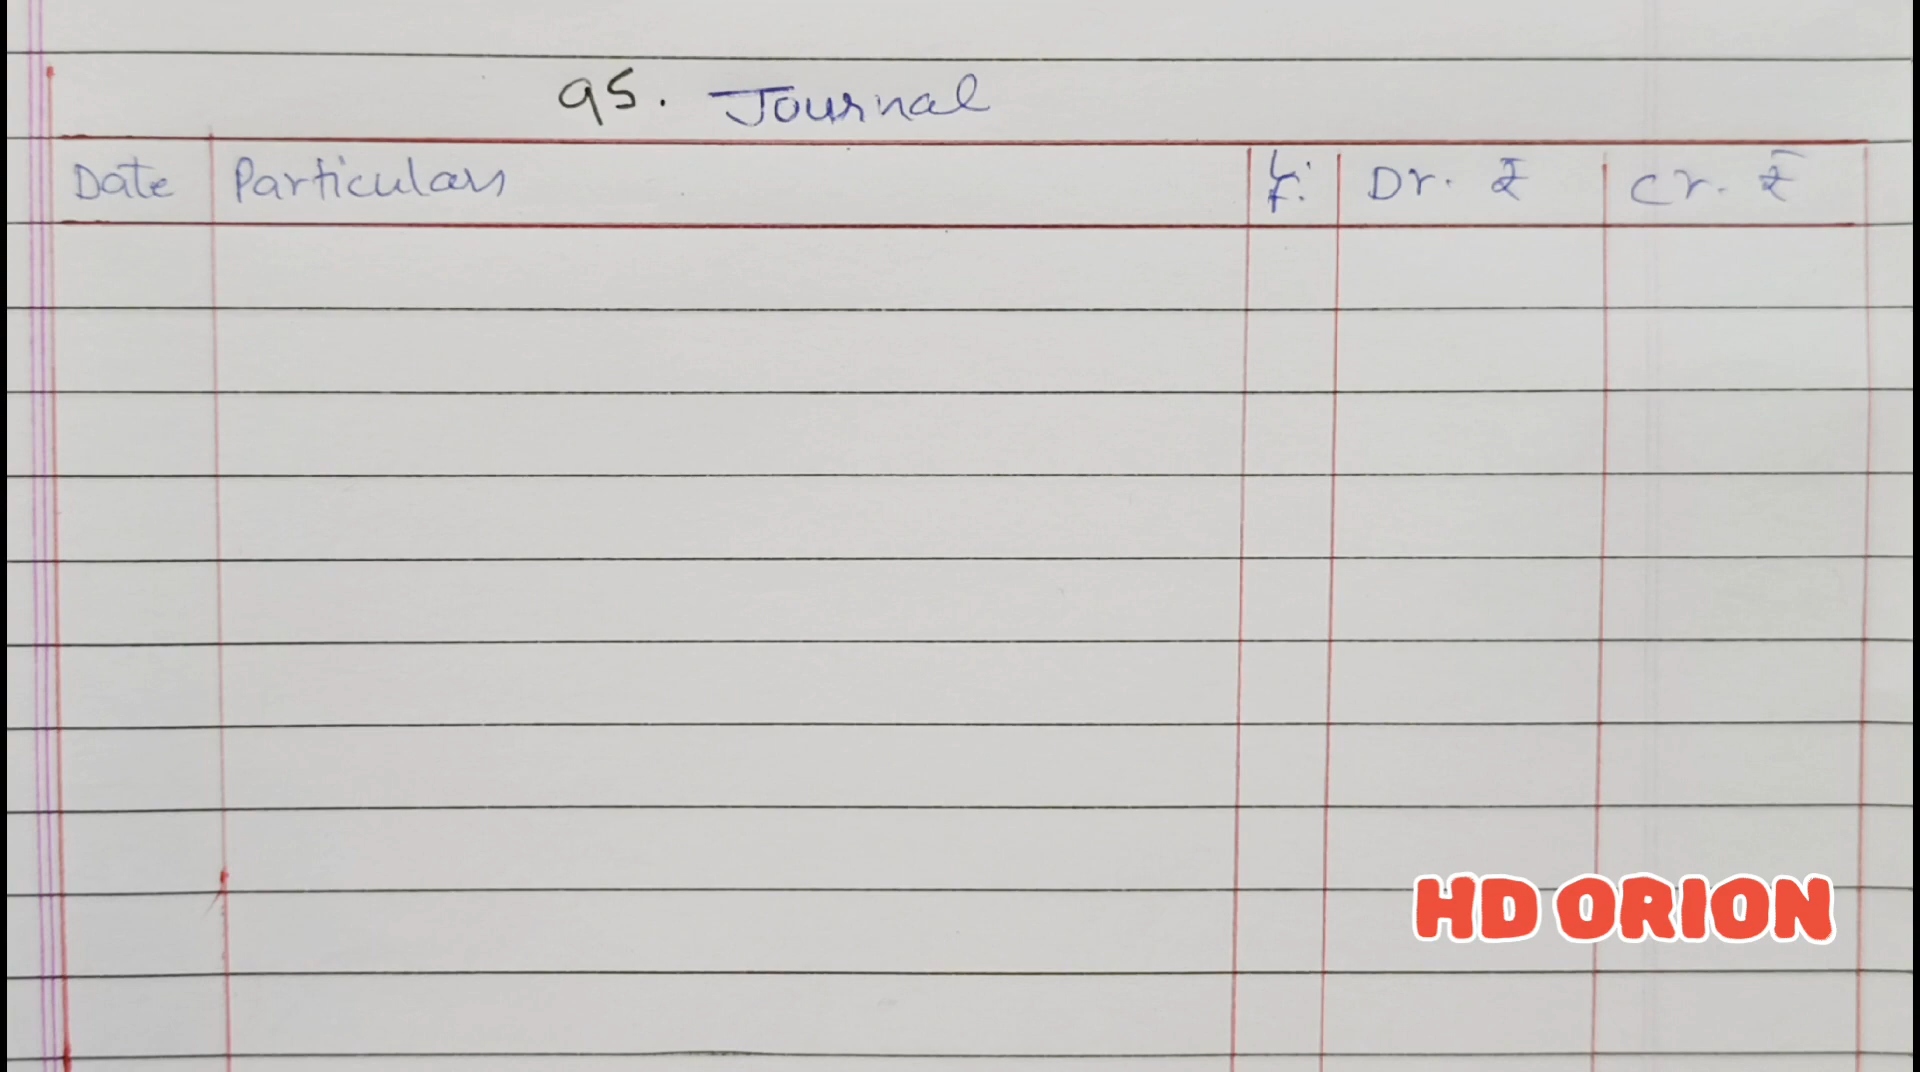 95. Journal
Date Particulars L.F. Dr. ₹ Cr. ₹
HD ORION